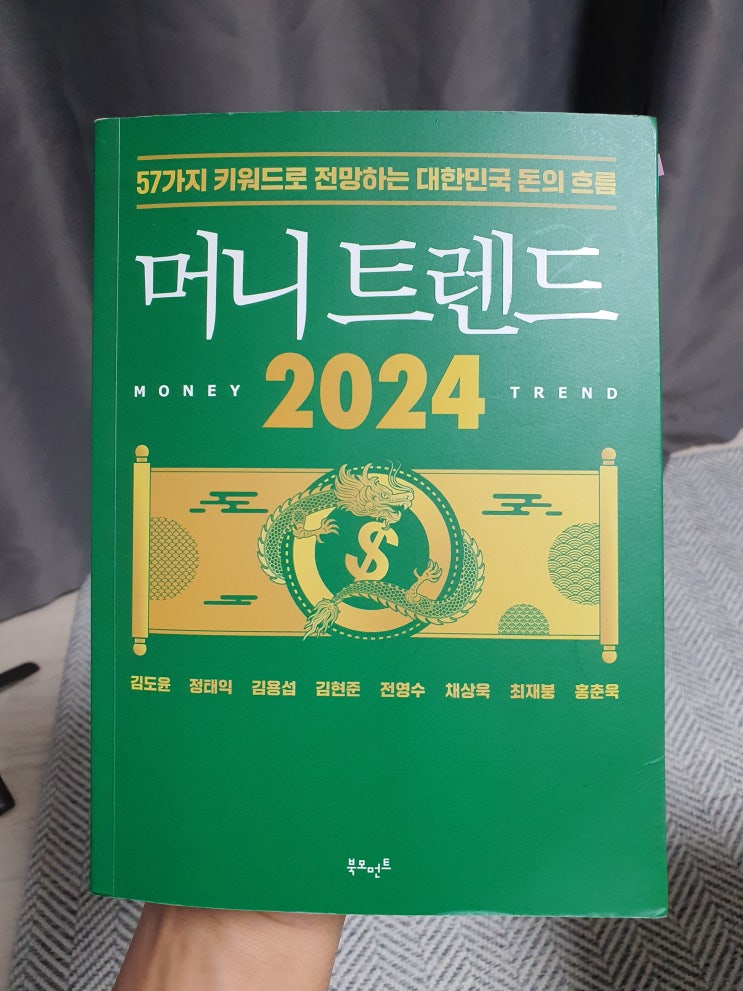 57가지 키워드로 전망하는 대한민국 돈의 흐름
머니 트렌드
MONEY 2024 TREND
$
김도윤 정태익 김용섭 김현준 전영수 채상욱 최재붕 홍춘욱
북모먼트